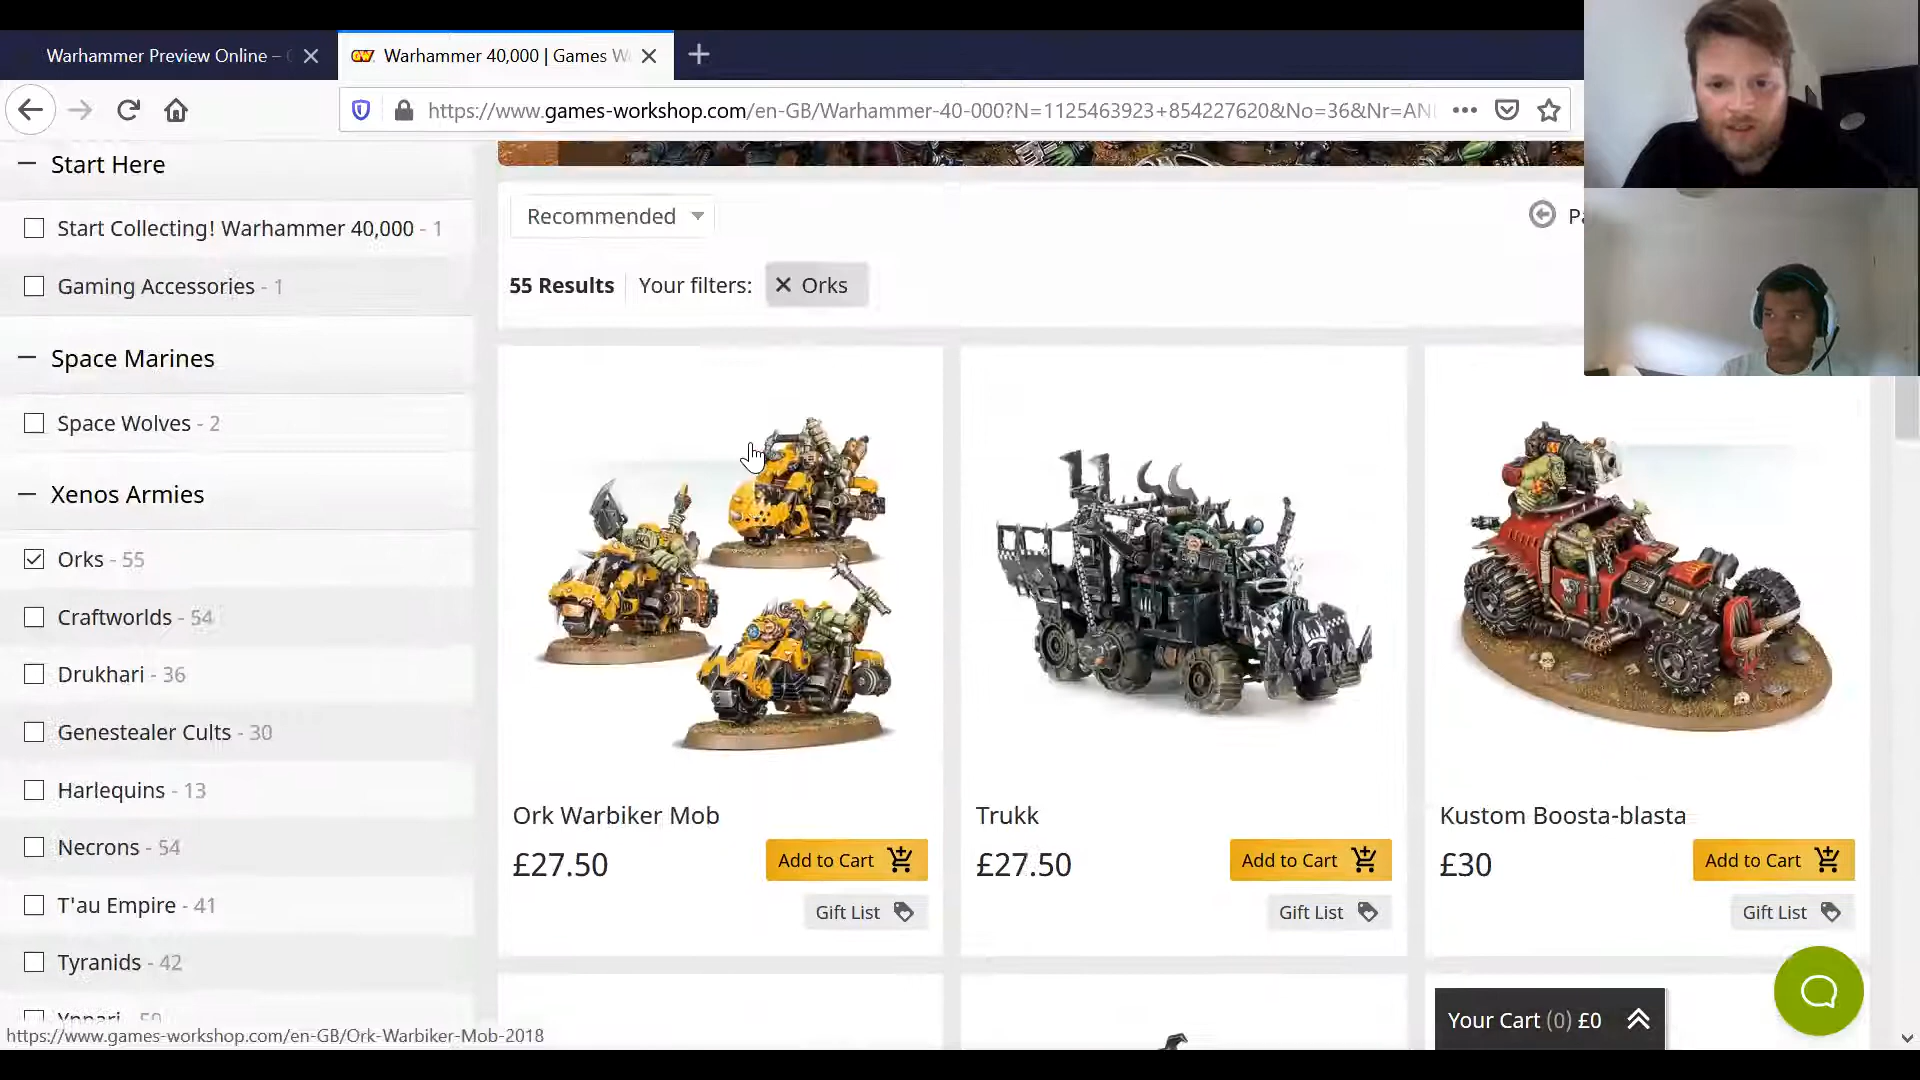 Warhammer Preview Online –
GW Warhammer 40,000 | Games W
https://www.games-workshop.com/en-GB/Warhammer-40-000?N=1125463923+854227620&No=36&Nr=AN
Start Here
Start Collecting! Warhammer 40,000 - 1
Gaming Accessories - 1
Space Marines
Space Wolves - 2
Xenos Armies
Orks - 55
Craftworlds - 54
Drukhari - 36
Genestealer Cults - 30
Harlequins - 13
Necrons - 54
T'au Empire - 41
Tyranids - 42
https://www.games-workshop.com/en-GB/Ork-Warbiker-Mob-2018
Recommended
55 Results
Your filters:
Orks
Ork Warbiker Mob
£27.50
Add to Cart
Gift List
Trukk
£27.50
Add to Cart
Gift List
Kustom Boosta-blasta
£30
Add to Cart
Gift List
Your Cart (0) £0